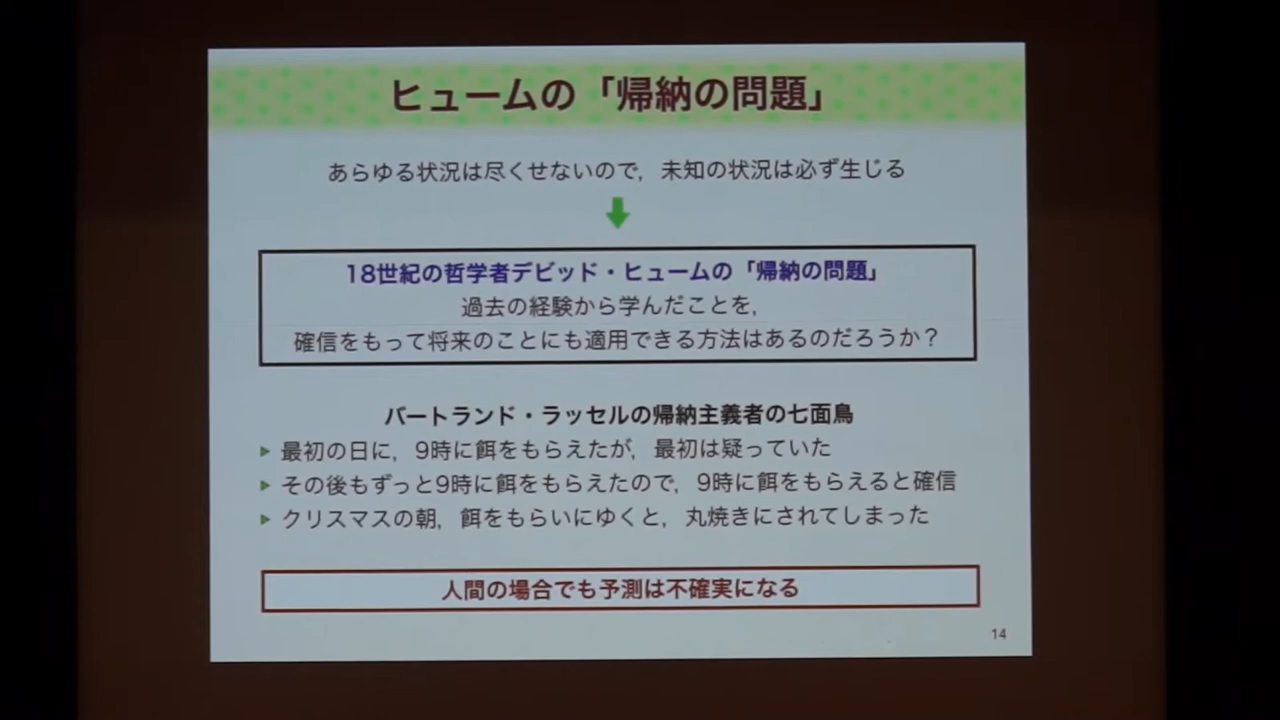 ヒュームの「帰納の問題」
あらゆる状況は尽くせないので，未知の状況は必ず生じる
18世紀の哲学者デビッド・ヒュームの「帰納の問題」
過去の経験から学んだことを，
確信をもって将来のことにも適用できる方法はあるのだろうか？
バートランド・ラッセルの帰納主義者の七面鳥
最初の日に，9時に餌をもらえたが，最初は疑っていた
その後もずっと9時に餌をもらえたので，9時に餌をもらえると確信
クリスマスの朝，餌をもらいにゆくと，丸焼きにされてしまった
人間の場合でも予測は不確実になる
14